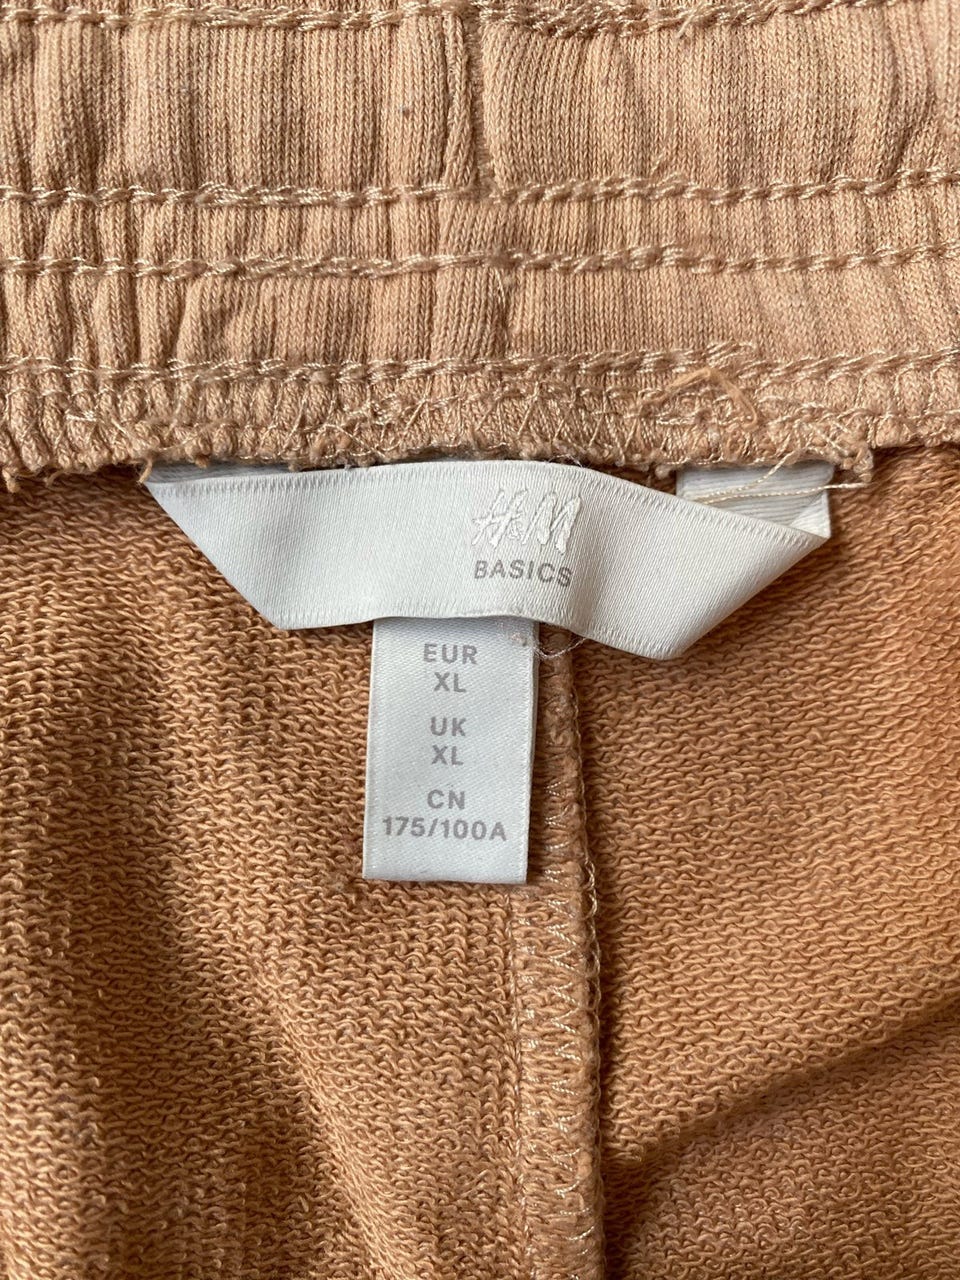 H&M
BASICS
EUR
XL
UK
XL
CN
175/100A